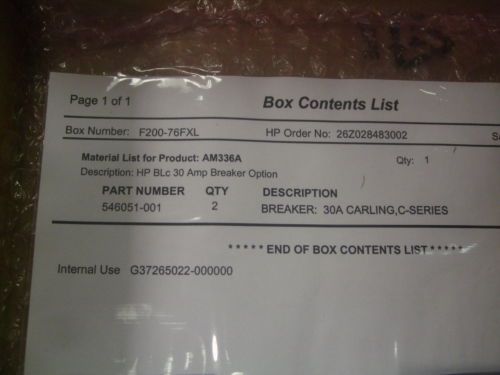 Page 1 of 1 Box Contents List
Box Number: F200-76FXL HP Order No: 26Z028483002
Material List for Product: AM336A Qty: 1
Description: HP BLc 30 Amp Breaker Option
PART NUMBER QTY DESCRIPTION
546051-001 2 BREAKER: 30A CARLING,C-SERIES
* * * * * END OF BOX CONTENTS LIST * * * * *
Internal Use G37265022-000000